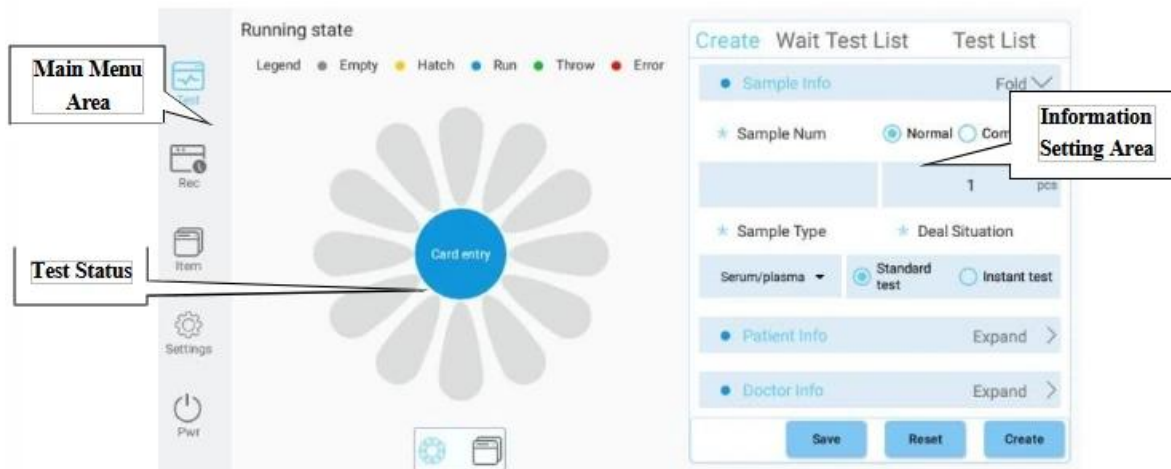 Running state
Legend Empty Hatch Run Throw Error
Main Menu
Area
Test
Rec
Item
Test Status
Settings
Pwr
Card entry
Create Wait Test List Test List
Sample Info Fold
Information
Setting Area
* Sample Num Normal
1 pcs
* Sample Type * Deal Situation
Serum/plasma Standard test Instant test
Patient Info Expand
Doctor Info Expand
Save Reset Create